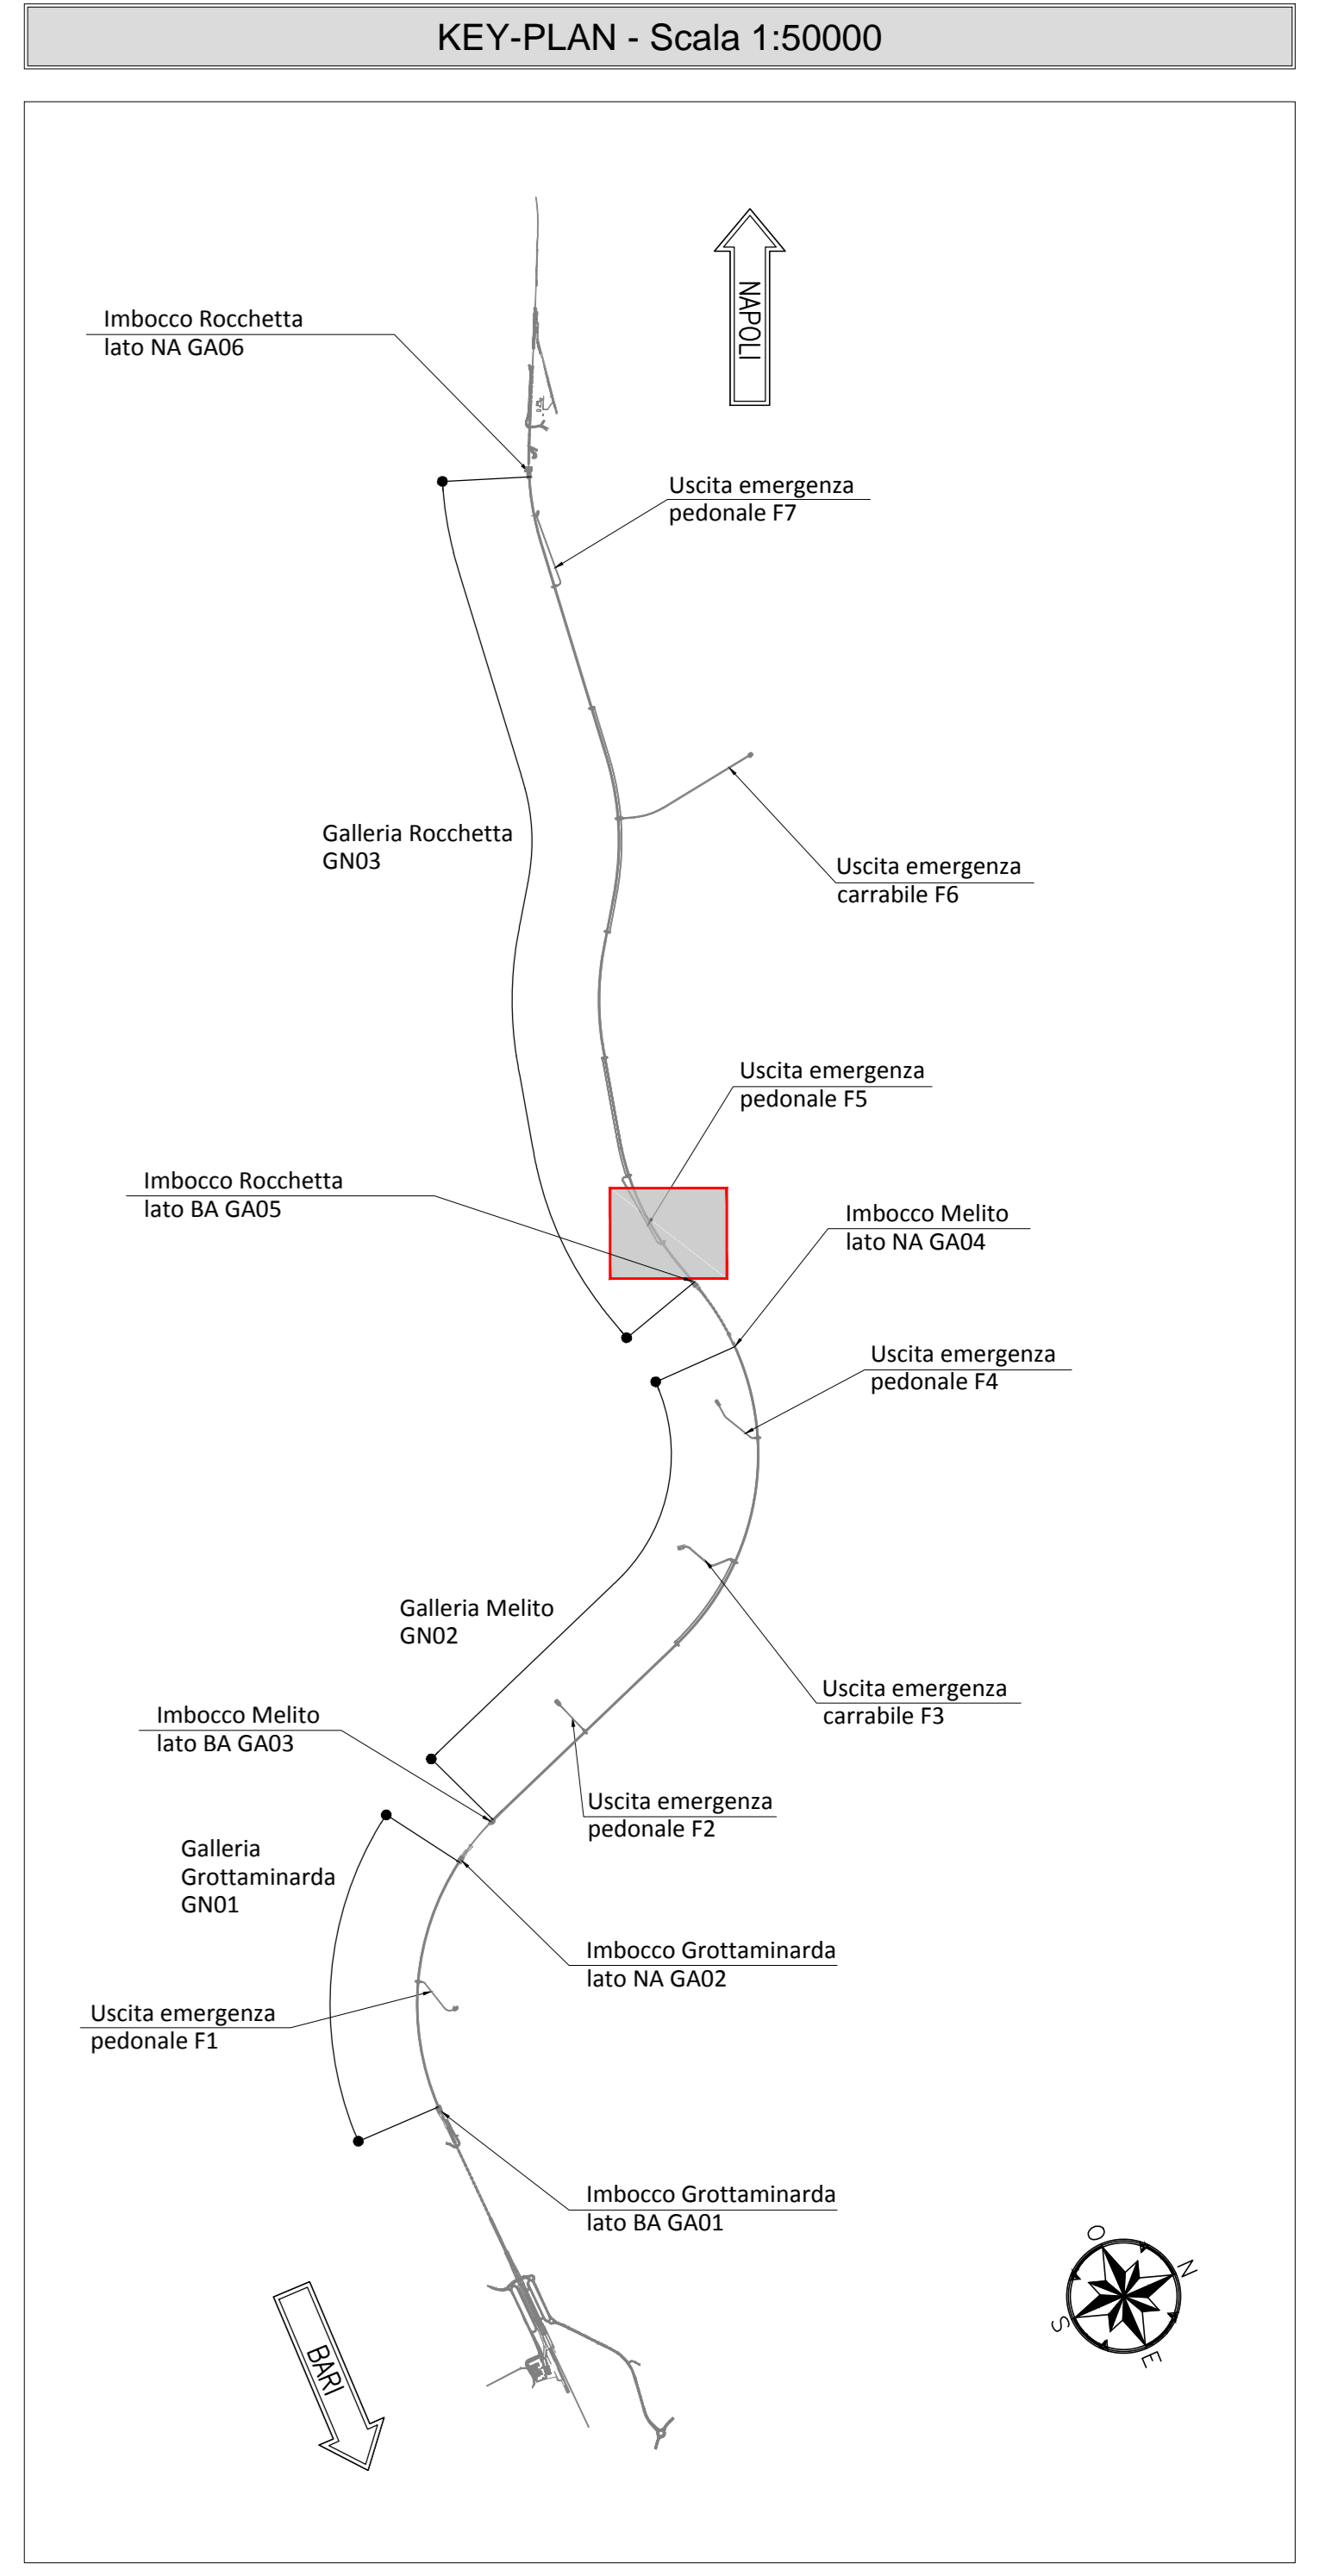 KEY-PLAN - Scala 1:50000
NAPOLI
Imbocco Rocchetta
lato NA GA06
Uscita emergenza
pedonale F7
Galleria Rocchetta
GN03
Uscita emergenza
carrabile F6
Uscita emergenza
pedonale F5
Imbocco Rocchetta
lato BA GA05
Imbocco Melito
lato NA GA04
Uscita emergenza
pedonale F4
Galleria Melito
GN02
Uscita emergenza
carrabile F3
Imbocco Melito
lato BA GA03
Uscita emergenza
pedonale F2
Galleria
Grottaminarda
GN01
Imbocco Grottaminarda
lato NA GA02
Uscita emergenza
pedonale F1
Imbocco Grottaminarda
lato BA GA01
O
N
S
E
BARI